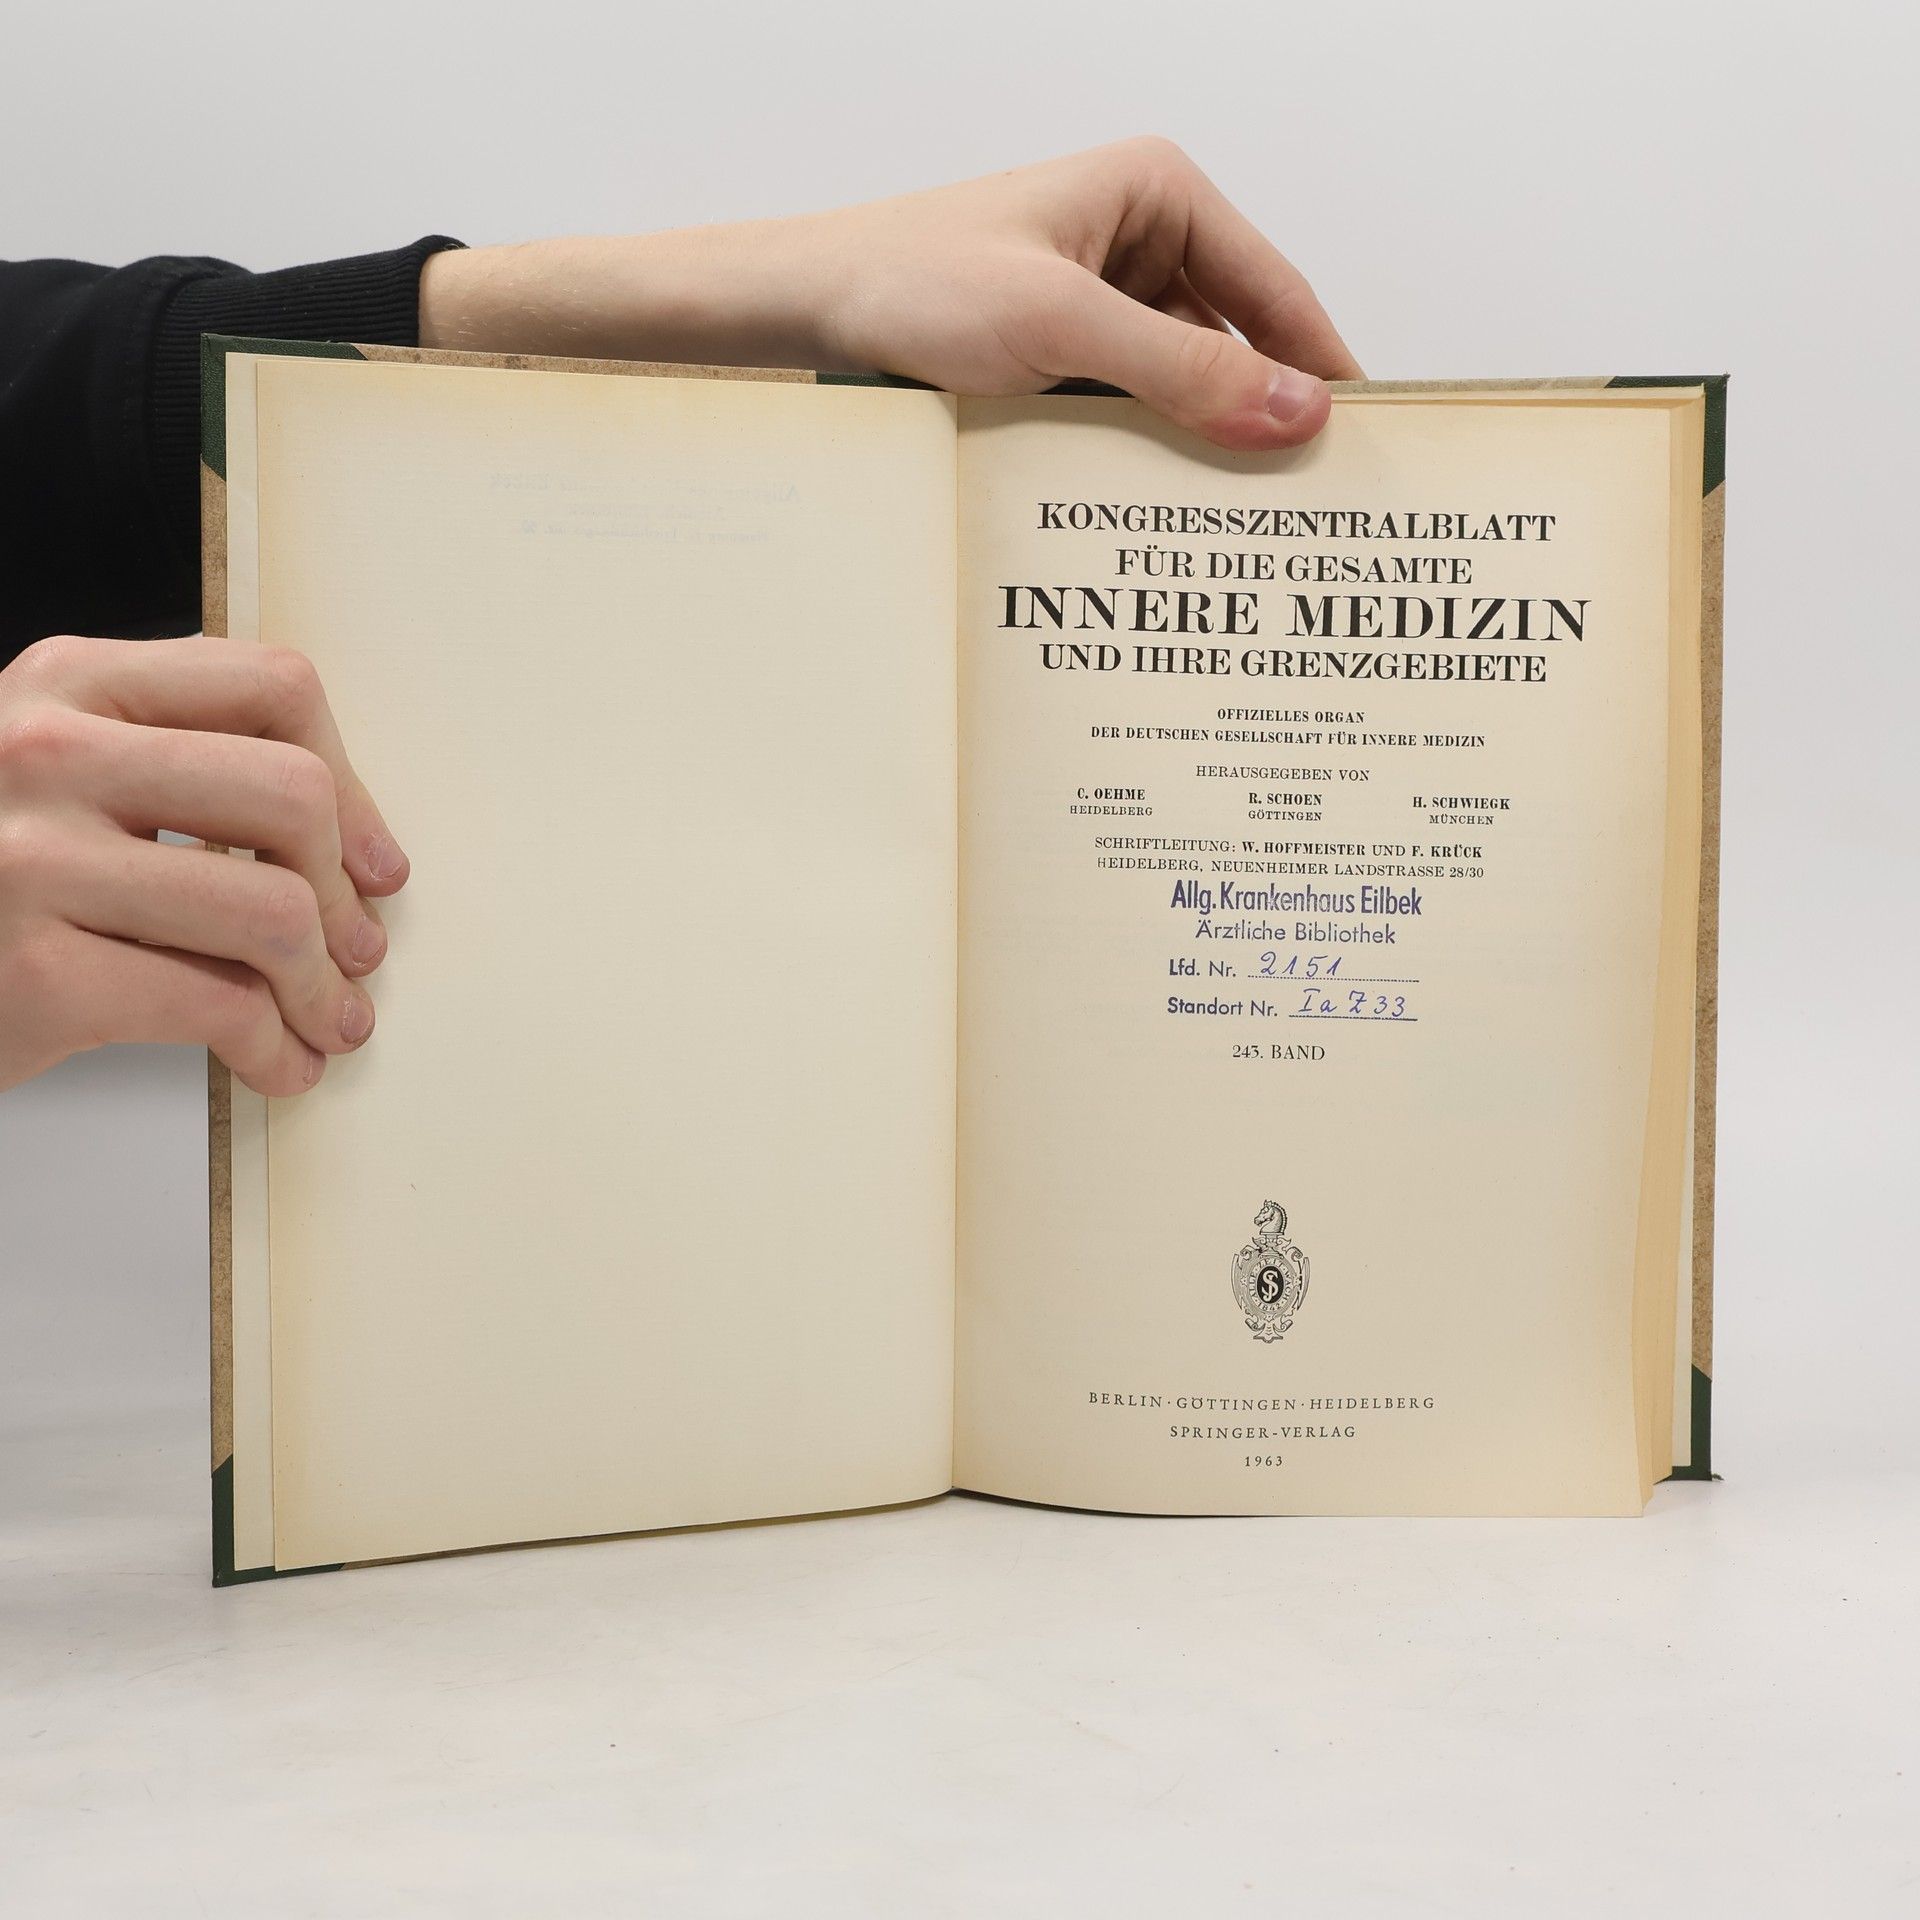 KONGRESSZENTRALBLATT
FÜR DIE GESAMTE
INNERE MEDIZIN
UND IHRE GRENZGEBIETE
OFFIZIELLES ORGAN
DER DEUTSCHEN GESELLSCHAFT FÜR INNERE MEDIZIN
HERAUSGEGEBEN VON
C. OEHME R. SCHOEN H. SCHWIEGK
HEIDELBERG GÖTTINGEN MÜNCHEN
SCHRIFTLEITUNG: W. HOFFMEISTER UND F. KRÜCK
HEIDELBERG, NEUENHEIMER LANDSTRASSE 28/30
Allg. Krankenhaus Eilbek
Ärztliche Bibliothek
Lfd. Nr. 2151
Standort Nr. Ia Z 33
243. BAND
BERLIN · GÖTTINGEN · HEIDELBERG
SPRINGER-VERLAG
1963